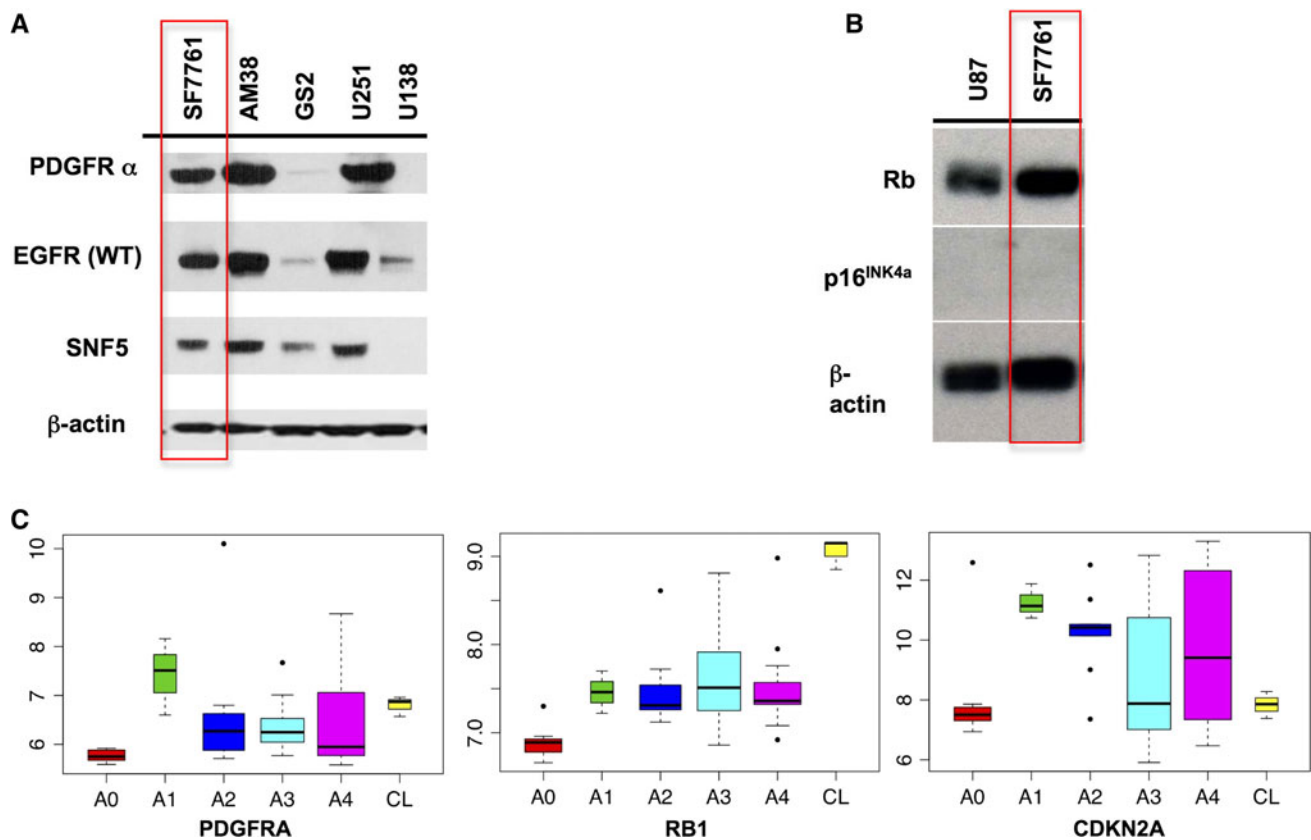 A
SF7761 AM38 GS2 U251 U138
PDGFR α
EGFR (WT)
SNF5
β-actin
B
U87 SF7761
Rb
p16INK4a
β-
actin
C
10
9
8
7
6
A0 A1 A2 A3 A4 CL
PDGFRA
9.0
8.0
7.0
A0 A1 A2 A3 A4 CL
RB1
12
10
8
6
A0 A1 A2 A3 A4 CL
CDKN2A